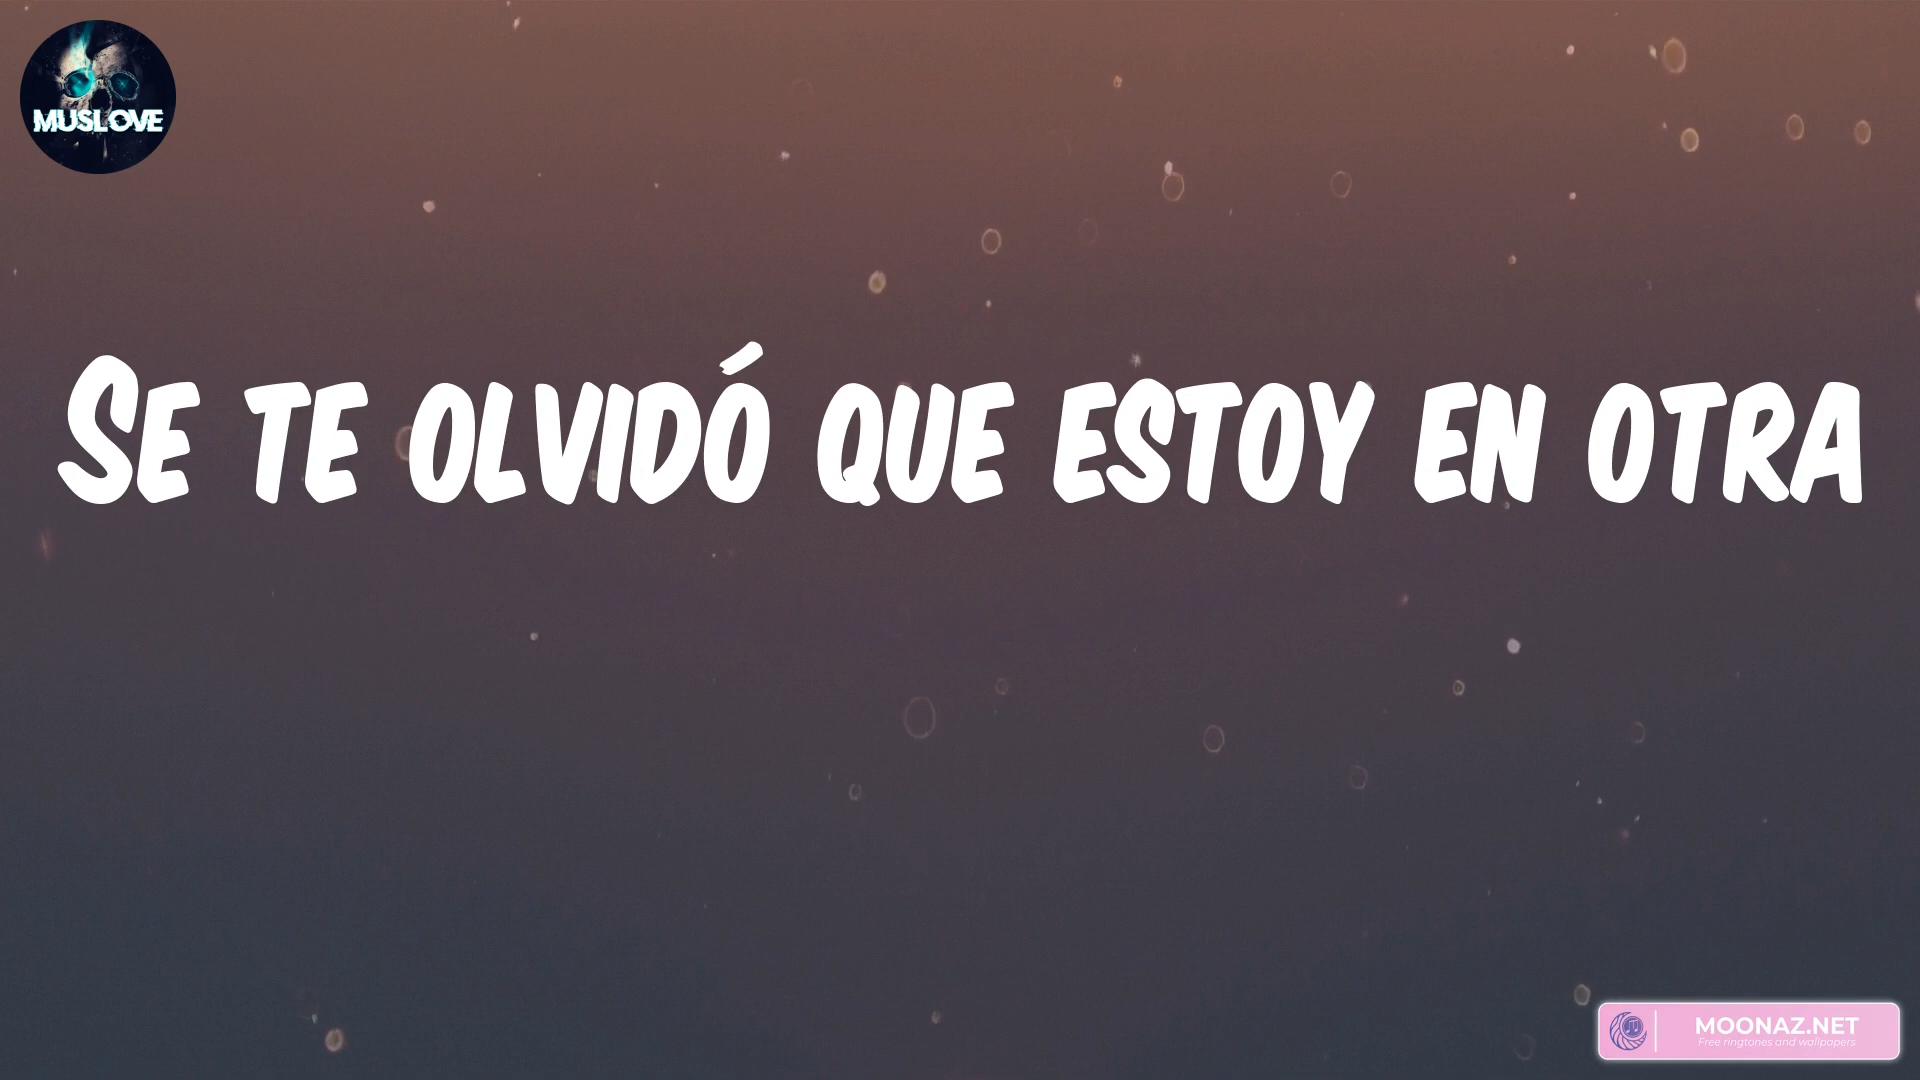 MUSLOVE
Se te olvidó que estoy en otra
MOONAZ.NET
Free ringtones and wallpapers